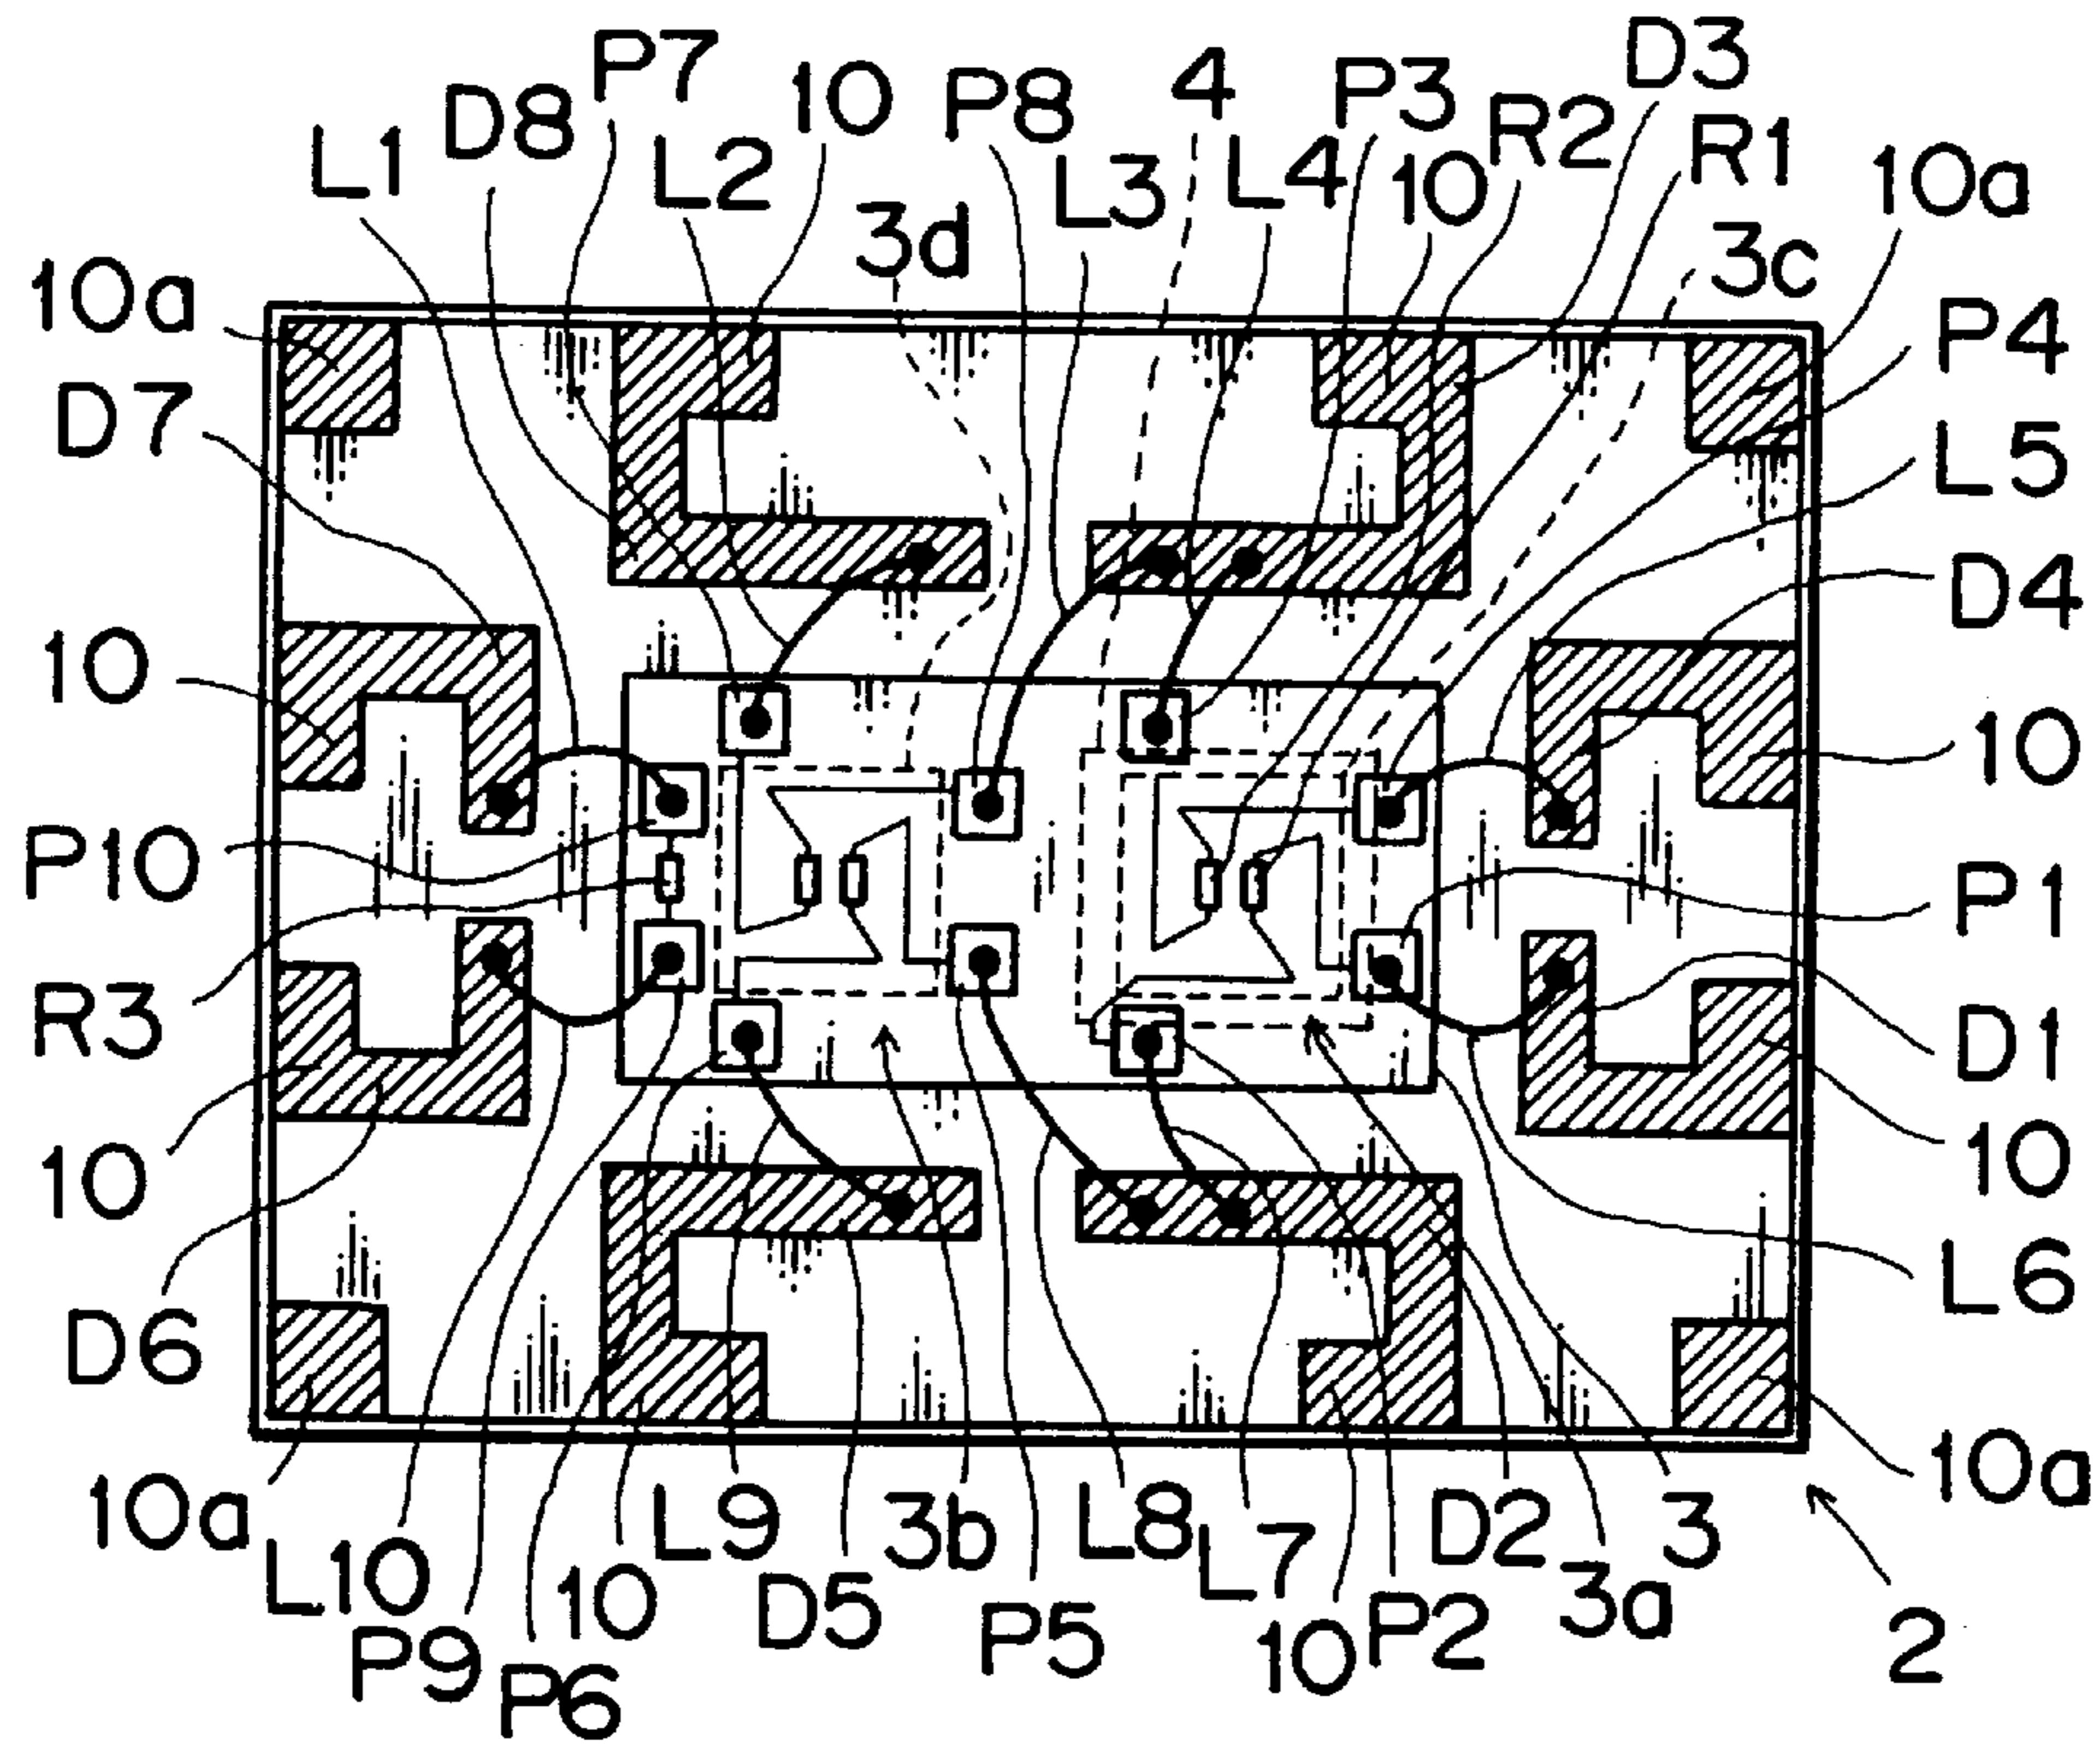 P7 10 P8 4 P3 D3
L1 D8 L2 L3 L4 10 R2 R1 10a
3d 3c
10a P4
D7 L5
10 D4
10
P10 P1
R3 D1
10 10
D6 L6
10a L10 L9 3b L8 L7 D2 3 10a
P9 P6 10 D5 P5 10 P2 3a 2